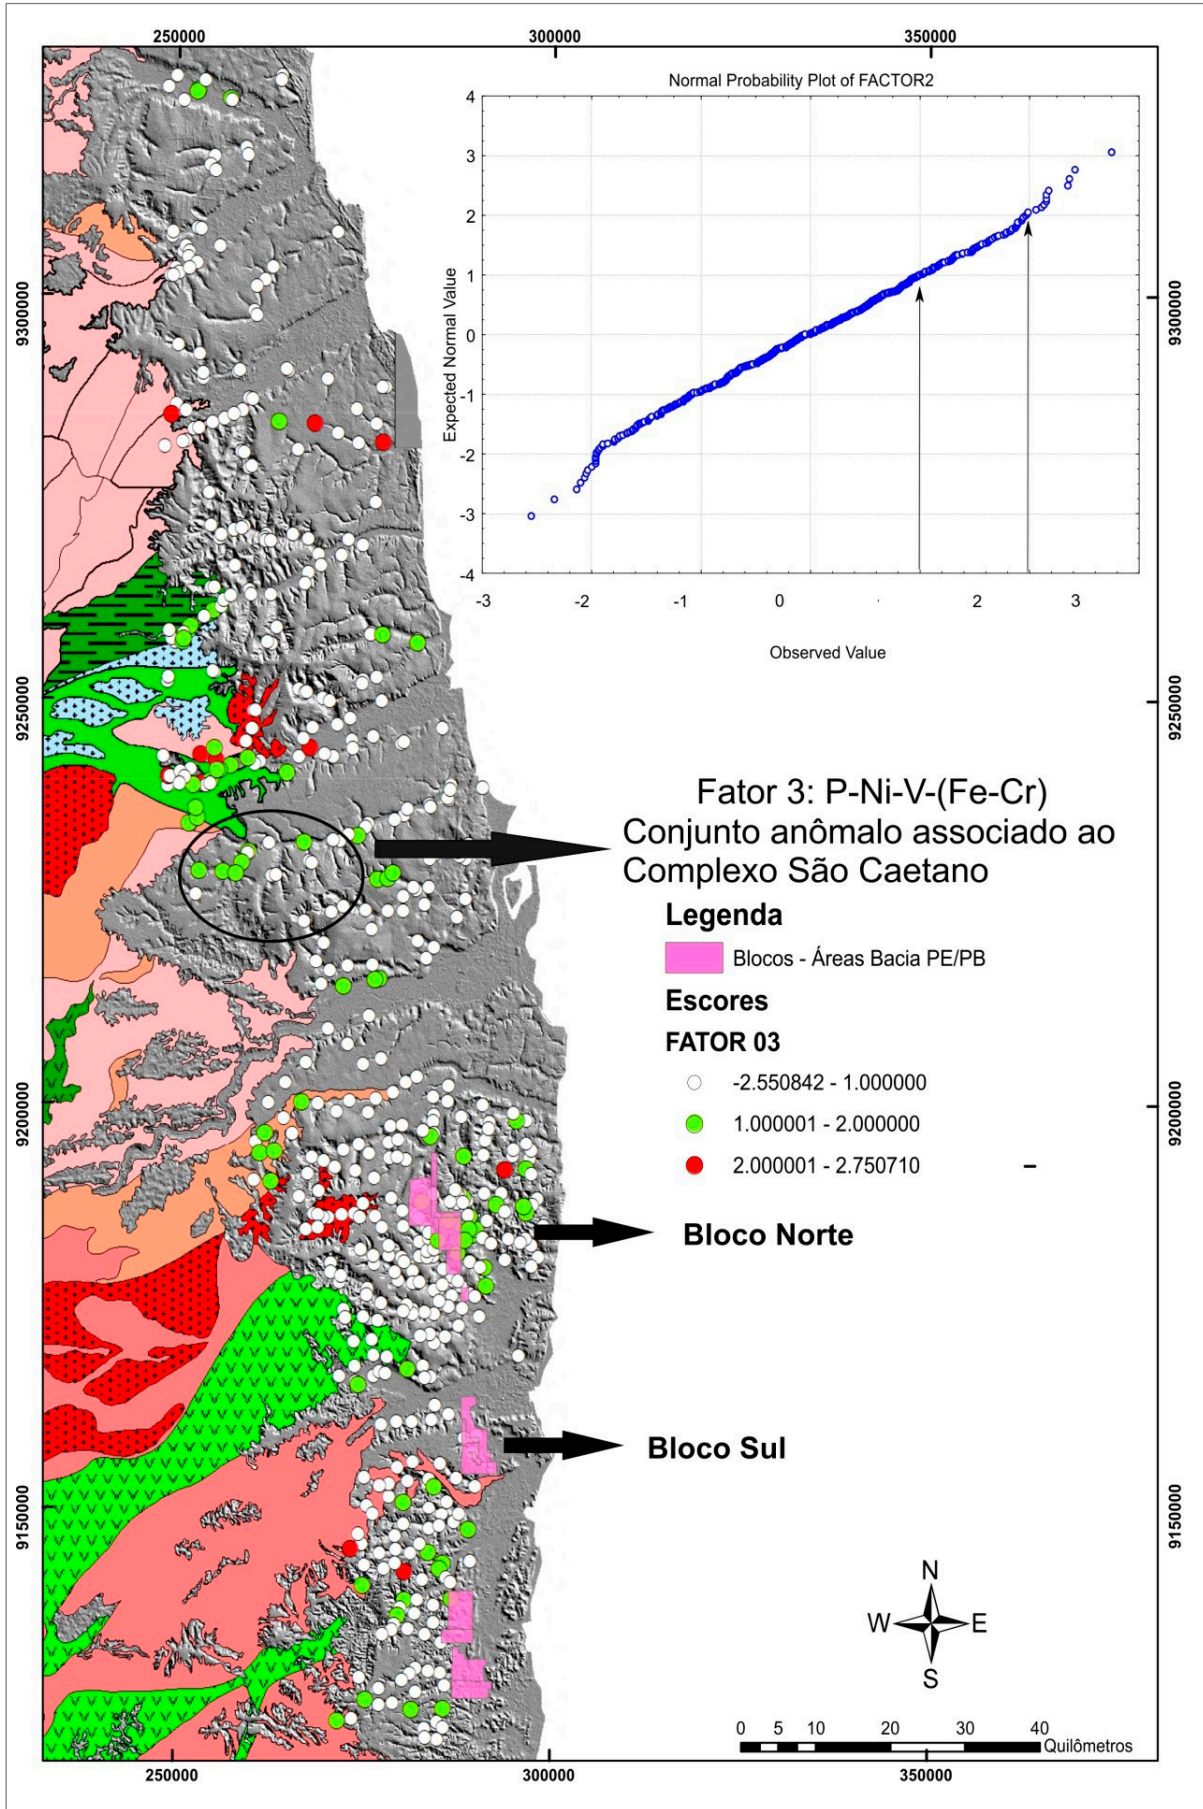 250000
300000
350000
Normal Probability Plot of FACTOR2
4
3
2
1
0
-1
-2
-3
-4
Expected Normal Value
-3
-2
-1
0
1
2
3
Observed Value
9300000
9300000
9250000
9250000
Fator 3: P-Ni-V-(Fe-Cr)
Conjunto anômalo associado ao
Complexo São Caetano
Legenda
Blocos - Áreas Bacia PE/PB
Escores
FATOR 03
-2.550842 - 1.000000
1.000001 - 2.000000
2.000001 - 2.750710
9200000
9200000
Bloco Norte
Bloco Sul
9150000
9150000
N
W
E
S
0
5
10
20
30
40
Quilômetros
250000
300000
350000